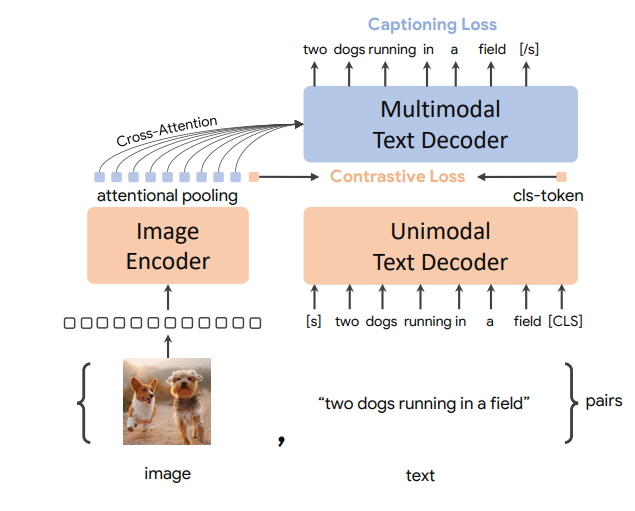 Captioning Loss
two dogs running in a field [/s]
Multimodal
Text Decoder
Cross-Attention
Contrastive Loss
attentional pooling
cls-token
Image
Encoder
Unimodal
Text Decoder
[s] two dogs running in a field [CLS]
“two dogs running in a field”
pairs
,
image
text